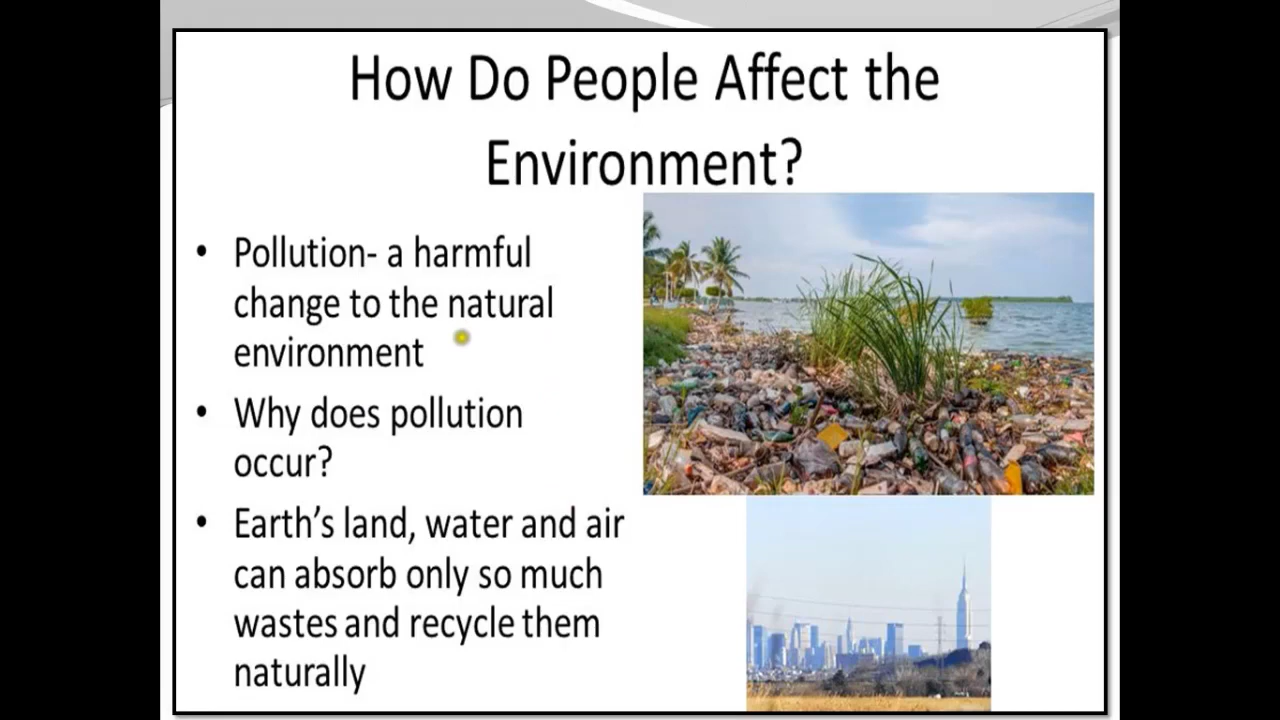 How Do People Affect the
Environment?
• Pollution- a harmful
change to the natural
environment
• Why does pollution
occur?
• Earth's land, water and air
can absorb only so much
wastes and recycle them
naturally